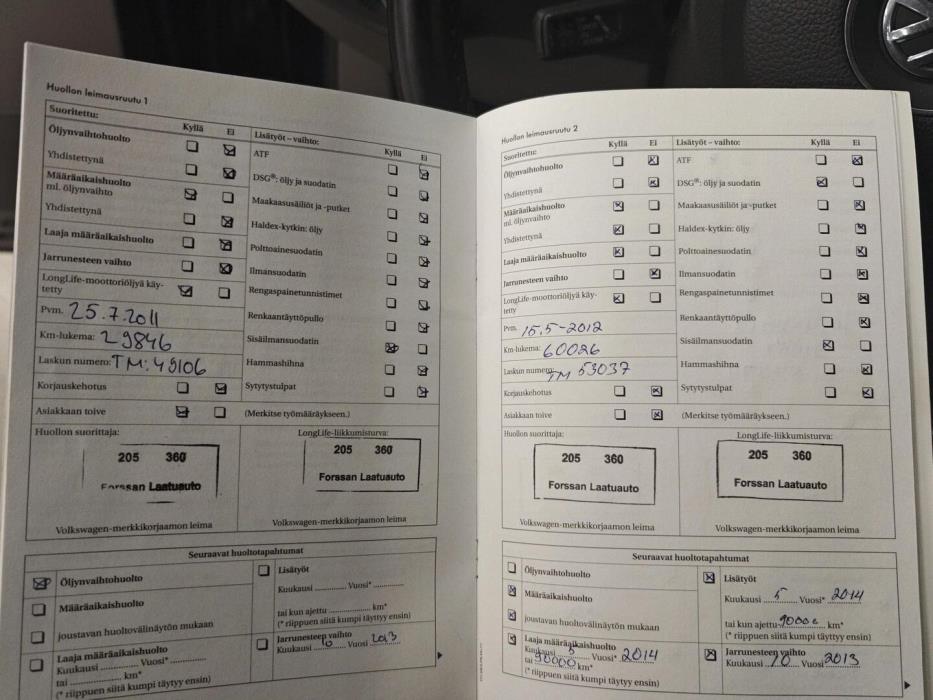 Huollon leimausruutu 1
Suoritettu: Kyllä Ei
Öljynvaihtohuolto
Yhdistettynä
Määräaikaishuolto
ml. öljynvaihto
Yhdistettynä
Laaja määräaikaishuolto
Jarrunesteen vaihto
LongLife-moottoriöljyä käy-
tetty
Pvm. 25.7.2011
Km-lukema: 29846
Laskun numero: TM: 49106
Korjauskehotus
Asiakkaan toive
Lisätyöt – vaihto: Kyllä Ei
ATF
DSG®: öljy ja suodatin
Maakaasusäiliöt ja -putket
Haldex-kytkin: öljy
Polttoainesuodatin
Ilmansuodatin
Rengaspainetunnistimet
Renkaantäyttöpullo
Sisäilmansuodatin
Hammashihna
Sytytystulpat
(Merkitse työmääräykseen.)
Huollon suorittaja:
205 360
Forssan Laatuauto
Volkswagen-merkkikorjaamon leima
LongLife-liikkumisturva:
205 360
Forssan Laatuauto
Volkswagen-merkkikorjaamon leima
Seuraavat huoltotapahtumat
Öljynvaihtohuolto
Määräaikaishuolto
joustavan huoltovälinäytön mukaan
Laaja määräaikaishuolto
Kuukausi ............ Vuosi* ............
tai ............ km*
(* riippuen siitä kumpi täytyy ensin)
Lisätyöt
Kuukausi ............ Vuosi* ............
tai kun ajettu ............ km*
(* riippuen siitä kumpi täyttyy ensin)
Jarrunesteen vaihto
Kuukausi 10 Vuosi 2013
Huollon leimausruutu 2
Suoritettu: Kyllä Ei
Öljynvaihtohuolto
Yhdistettynä
Määräaikaishuolto
ml. öljynvaihto
Yhdistettynä
Laaja määräaikaishuolto
Jarrunesteen vaihto
LongLife-moottoriöljyä käy-
tetty
Pvm. 15.5-2012
Km-lukema: 60026
Laskun numero: TM 53037
Korjauskehotus
Asiakkaan toive
Lisätyöt – vaihto: Kyllä Ei
ATF
DSG®: öljy ja suodatin
Maakaasusäiliöt ja -putket
Haldex-kytkin: öljy
Polttoainesuodatin
Ilmansuodatin
Rengaspainetunnistimet
Renkaantäyttöpullo
Sisäilmansuodatin
Hammashihna
Sytytystulpat
(Merkitse työmääräykseen.)
Huollon suorittaja:
205 360
Forssan Laatuauto
Volkswagen-merkkikorjaamon leima
LongLife-liikkumisturva:
205 360
Forssan Laatuauto
Volkswagen-merkkikorjaamon leima
Seuraavat huoltotapahtumat
Öljynvaihtohuolto
Määräaikaishuolto
joustavan huoltovälinäytön mukaan
Laaja määräaikaishuolto
Kuukausi 5 Vuosi* 2014
tai 90000 km*
(* riippuen siitä kumpi täytyy ensin)
Lisätyöt
Kuukausi 5 Vuosi* 2014
tai kun ajettu 90000 km*
(* riippuen siitä kumpi täyttyy ensin)
Jarrunesteen vaihto
Kuukausi 10 Vuosi 2013